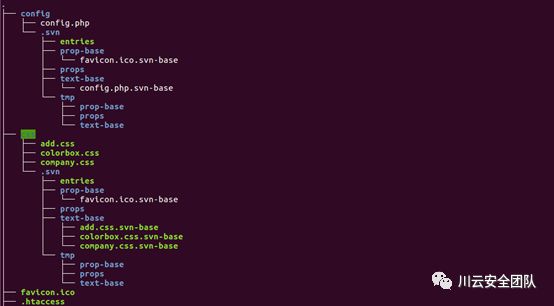 .
├── config
│   ├── config.php
│   └── .svn
│       ├── entries
│       ├── prop-base
│       │   └── favicon.ico.svn-base
│       ├── props
│       ├── text-base
│       │   └── config.php.svn-base
│       └── tmp
│           ├── prop-base
│           ├── props
│           └── text-base
├── css
│   ├── add.css
│   ├── colorbox.css
│   ├── company.css
│   └── .svn
│       ├── entries
│       ├── prop-base
│       │   └── favicon.ico.svn-base
│       ├── props
│       ├── text-base
│       │   ├── add.css.svn-base
│       │   ├── colorbox.css.svn-base
│       │   └── company.css.svn-base
│       └── tmp
│           ├── prop-base
│           ├── props
│           └── text-base
├── favicon.ico
├── .htaccess
川云安全团队